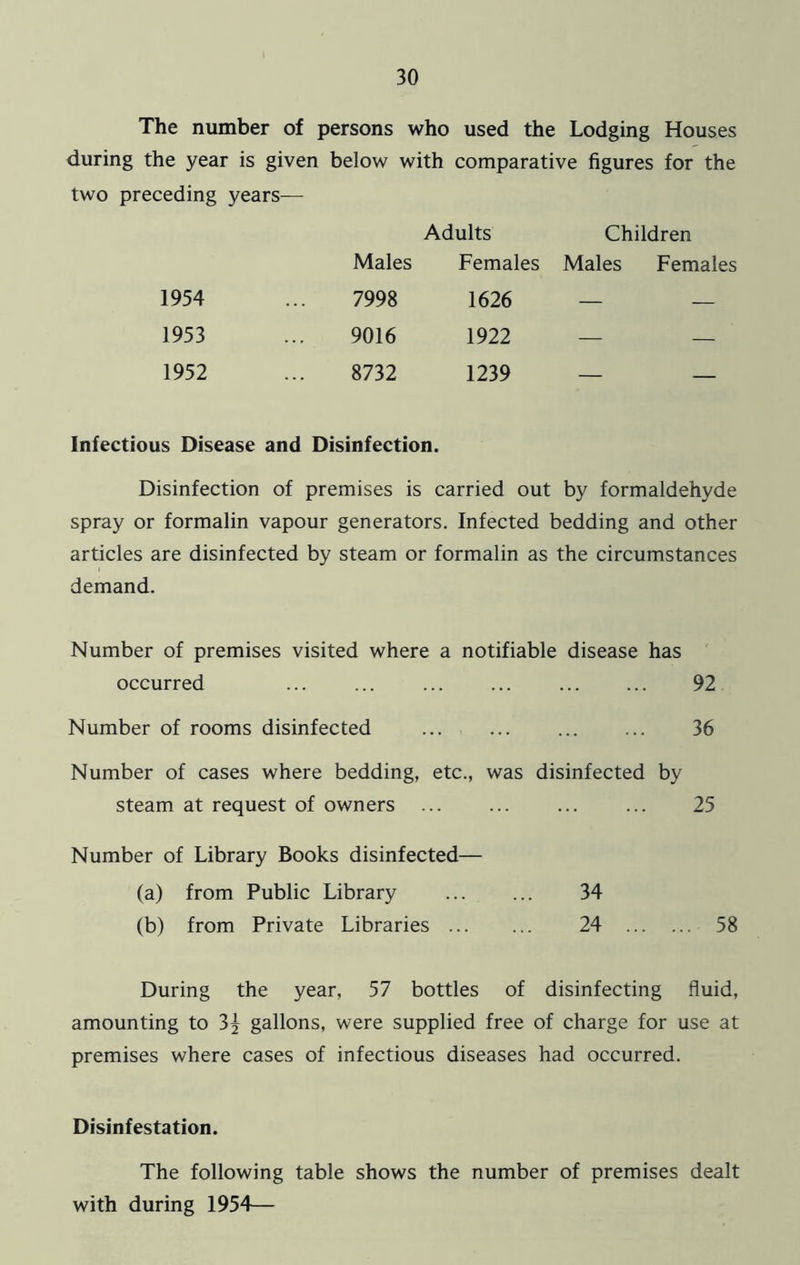 30
The number of persons who used the Lodging Houses
during the year is given below with comparative figures for the
two preceding years—
Adults Children
Males Females Males Females
1954 ... 7998 1626 — —
1953 ... 9016 1922 — —
1952 ... 8732 1239 — —
Infectious Disease and Disinfection.
Disinfection of premises is carried out by formaldehyde
spray or formalin vapour generators. Infected bedding and other
articles are disinfected by steam or formalin as the circumstances
demand.
Number of premises visited where a notifiable disease has
occurred ... ... ... ... ... ... 92
Number of rooms disinfected ... ... ... ... 36
Number of cases where bedding, etc., was disinfected by
steam at request of owners ... ... ... ... 25
Number of Library Books disinfected—
(a) from Public Library ... ... 34
(b) from Private Libraries ... ... 24 ... ... 58
During the year, 57 bottles of disinfecting fluid,
amounting to 3½ gallons, were supplied free of charge for use at
premises where cases of infectious diseases had occurred.
Disinfestation.
The following table shows the number of premises dealt
with during 1954—